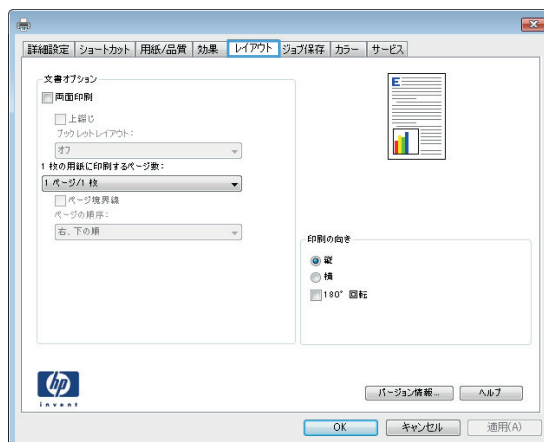 詳細設定 ショートカット 用紙/品質 効果 レイアウト ジョブ保存 カラー サービス
文書オプション
両面印刷
上綴じ
ブックレットレイアウト:
オフ
1 枚の用紙に印刷するページ数:
1 ページ/1 枚
ページ境界線
ページの順序:
右、下の順
E
印刷の向き
縦
横
180° 回転
hp
invent
バージョン情報... ヘルプ
OK キャンセル 適用(A)